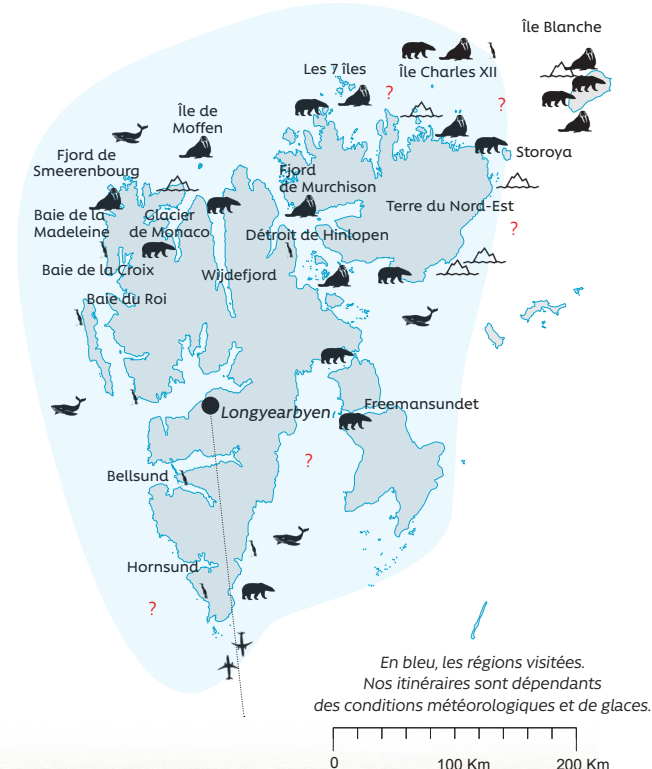 Île Blanche
Les 7 îles
Île Charles XII
?
?
Île de
Moffen
Fjord de
Smeerenbourg
Storoya
Fjord
de Murchison
Baie de la
Madeleine
Glacier
de Monaco
Terre du Nord-Est
?
Détroit de Hinlopen
Baie de la Croix
Wijdefjord
Baie du Roi
Longyearbyen
Freemansundet
?
Bellsund
Hornsund
?
En bleu, les régions visitées.
Nos itinéraires sont dépendants
des conditions météorologiques et de glaces.
0 100 Km 200 Km